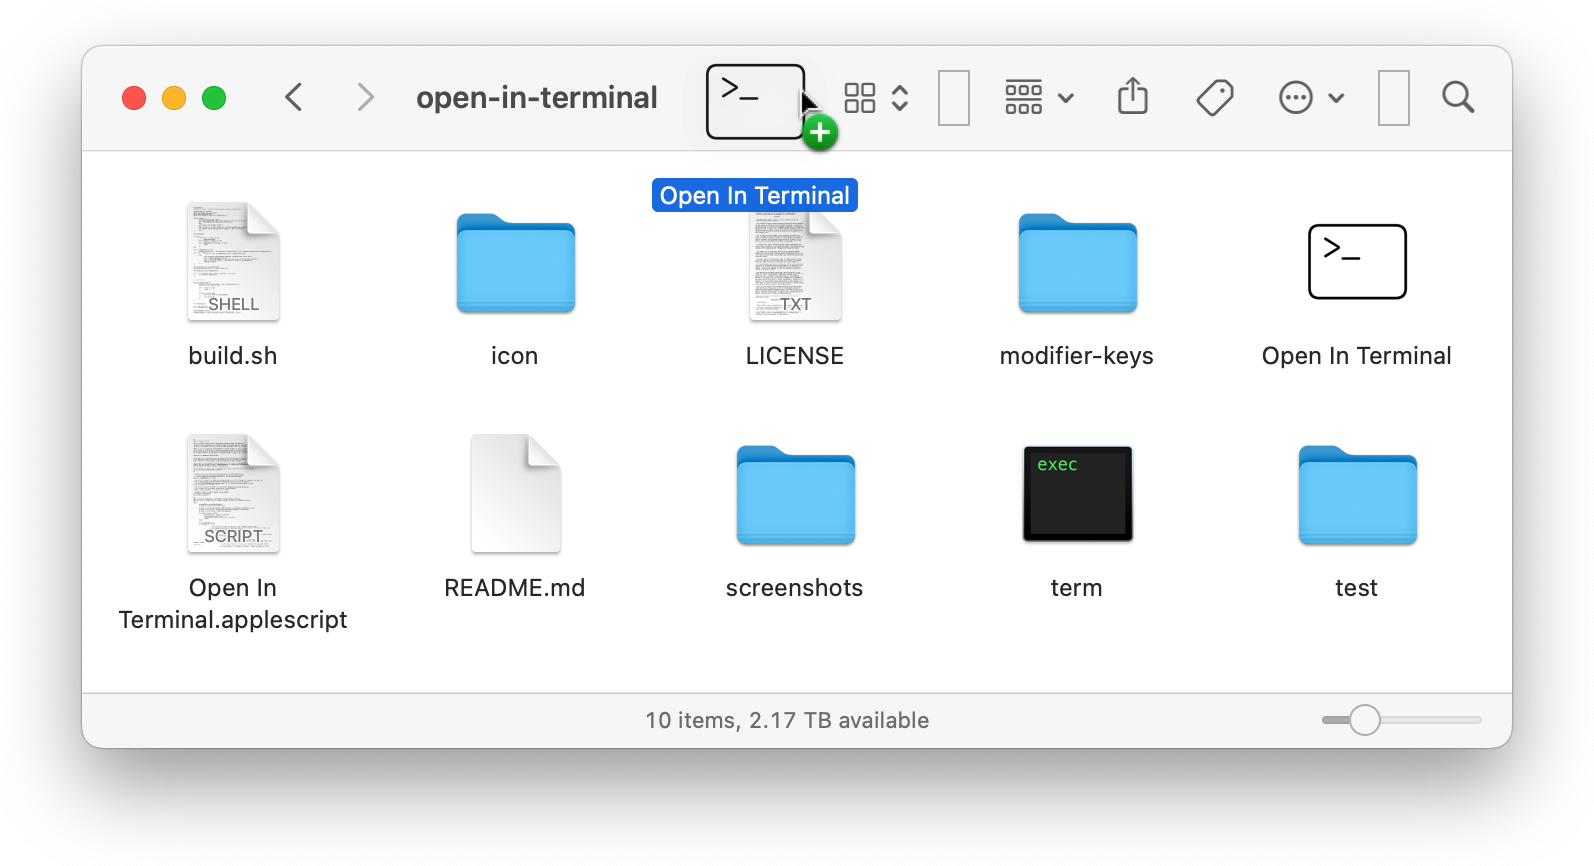 open-in-terminal
>_
Open In Terminal
SHELL
TXT
>_
build.sh
icon
LICENSE
modifier-keys
Open In Terminal
SCRIPT
exec
Open In
Terminal.applescript
README.md
screenshots
term
test
10 items, 2.17 TB available